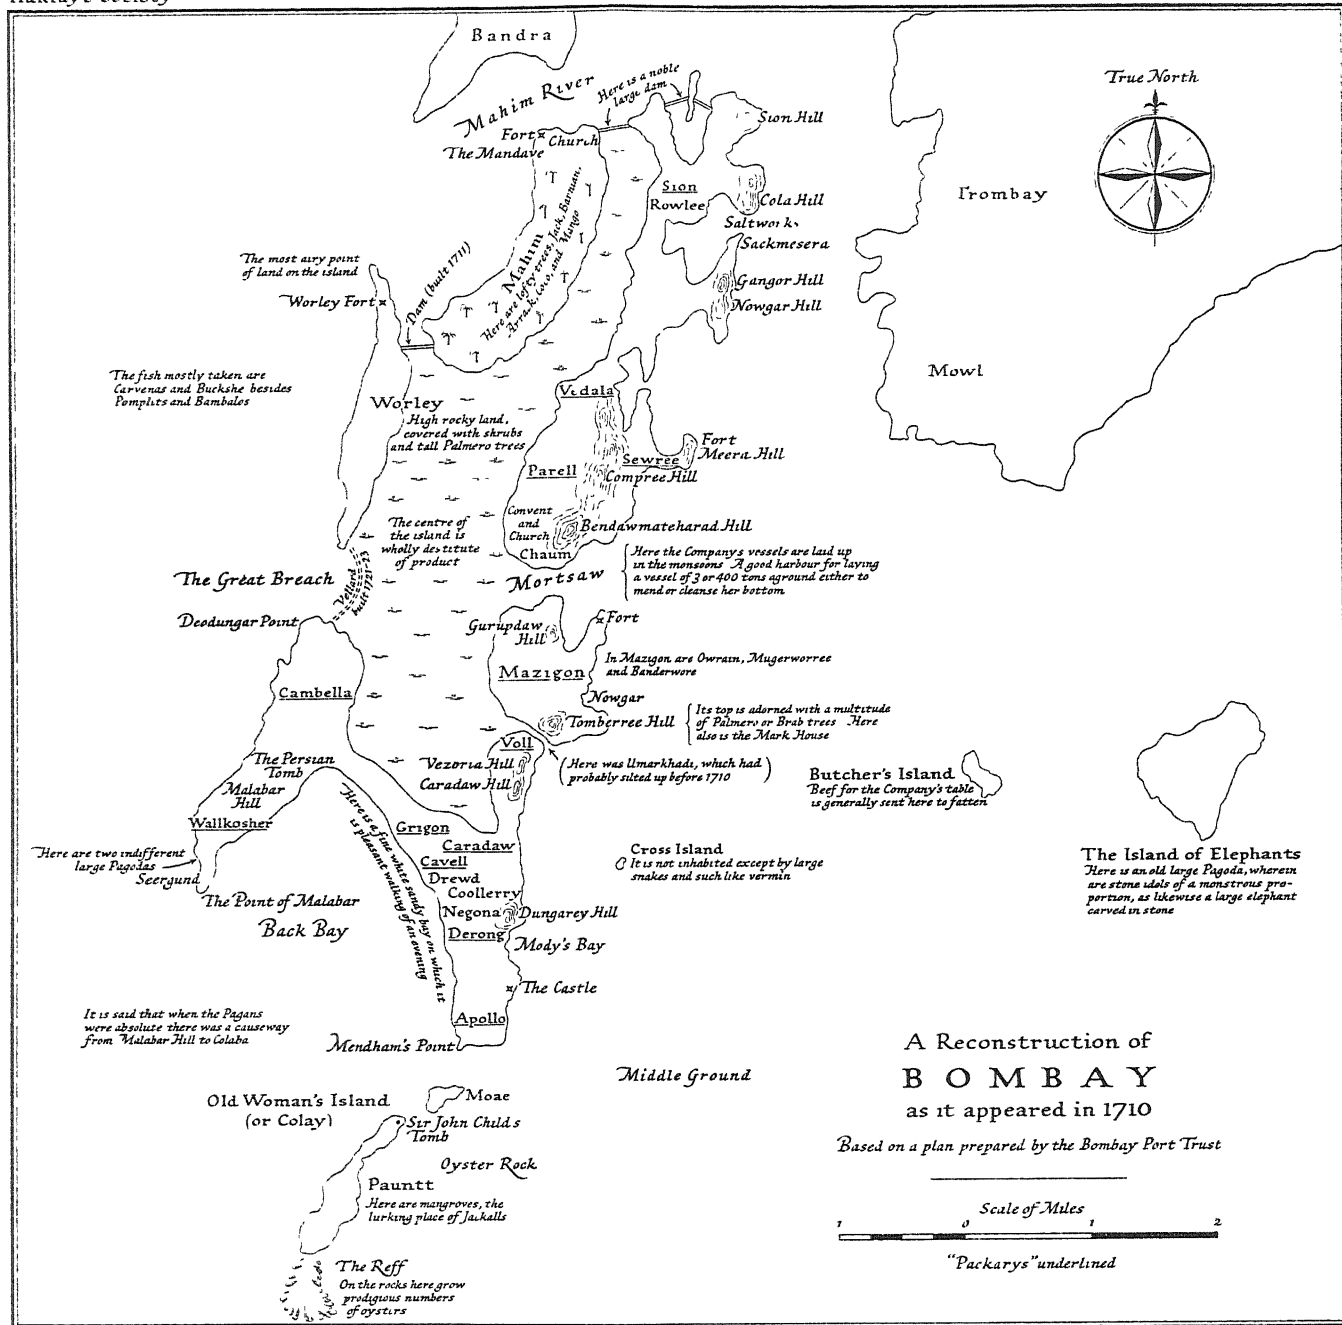 Bandra
Mahim River
Here is a noble
large dam
True North
Sion Hill
Fort
Church
The Mandave
Sion
Rowlee
Cola Hill
Saltworks
Sackmesera
Trombay
Mahim
Here are lofty trees, Jack, Barnian,
Arrack, Coco, and Mango
The most airy point
of land on the island
Worley Fort
Dam (built 1711)
Gangor Hill
Nowgar Hill
The fish mostly taken are
Carvenas and Buckshe besides
Pomplits and Bambalos
Mowl
Worley
High rocky land,
covered with shrubs
and tall Palmero trees
Vedala
Fort
Meera Hill
Sewree
Parell
Compree Hill
Convent
and
Church
Bendawmateharad Hill
Chaum
The centre of
the island is
wholly destitute
of product
The Great Breach
Vellard
built 1721-23
Mortsaw
Here the Companys vessels are laid up
in the monsoons A good harbour for laying
a vessel of 3 or 400 tons aground either to
mend or cleanse her bottom
Deodungar Point
Gurupdaw
Hill
Fort
In Mazigon are Owrain, Mugerworree
and Banderwore
Mazigon
Cambella
Nowgar
Tomberree Hill
Its top is adorned with a multitude
of Palmero or Brab trees Here
also is the Mark House
Voll
The Persian
Tomb
Vezoria Hill
Caradaw Hill
(Here was Umarkhadi, which had
probably silted up before 1710)
Malabar
Hill
Butcher's Island
Beef for the Company's table
is generally sent here to fatten
Wallkosher
Here is a fine white sandy bay on which it
is pleasant walking of an evening
Grigon
Caradaw
Cavell
Drewd
Coollerry
Here are two indifferent
large Pagodas
Seergund
Cross Island
It is not inhabited except by large
snakes and such like vermin
The Island of Elephants
Here is an old large Pagoda, wherein
are stone idols of a monstrous pro-
portion, as likewise a large elephant
carved in stone
The Point of Malabar
Negona
Dungarey Hill
Back Bay
Derong
Mody's Bay
The Castle
It is said that when the Pagans
were absolute there was a causeway
from Malabar Hill to Colaba
Apollo
Mendham's Point
Middle Ground
A Reconstruction of
BOMBAY
as it appeared in 1710
Based on a plan prepared by the Bombay Port Trust
Scale of Miles
1 0 1 2
"Packarys" underlined
Old Woman's Island
(or Colay)
Moae
Sir John Childs
Tomb
Oyster Rock
Pauntt
Here are mangroves, the
lurking place of Jackalls
The Reff
On the rocks here grow
prodigious numbers
of oysters